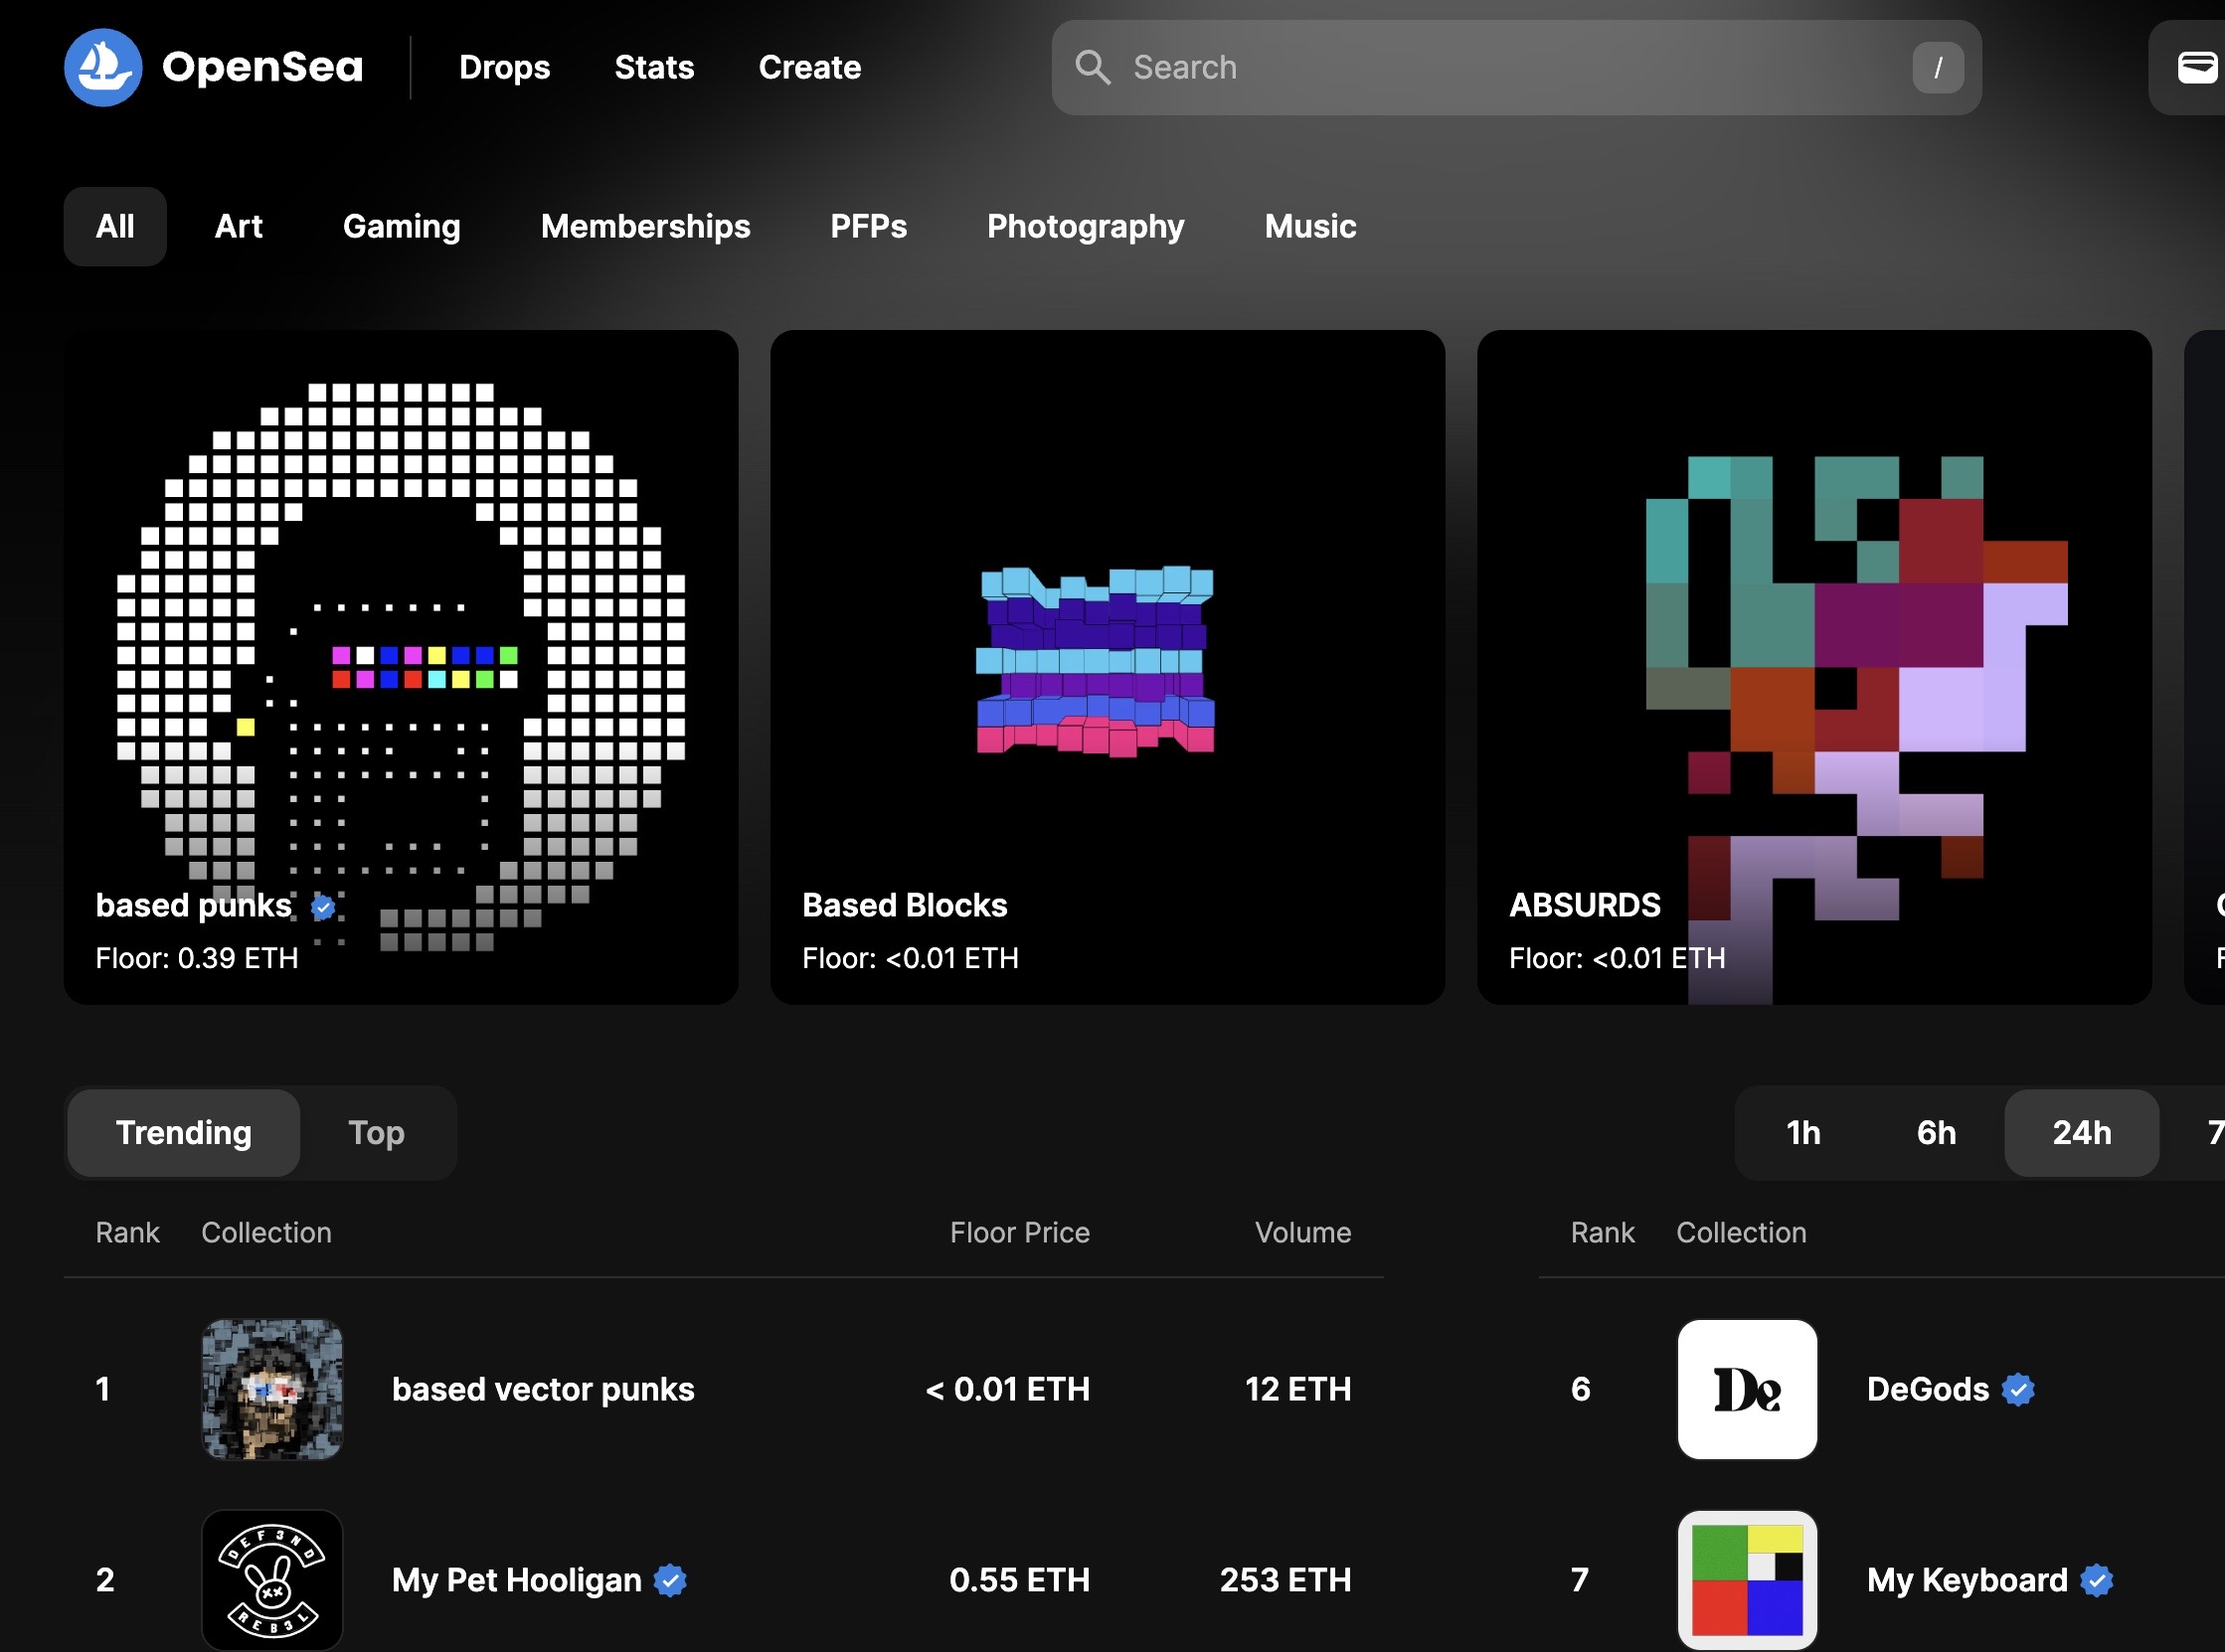 OpenSea
Drops
Stats
Create
Search
/
All
Art
Gaming
Memberships
PFPs
Photography
Music
based punks
Floor: 0.39 ETH
Based Blocks
Floor: <0.01 ETH
ABSURDS
Floor: <0.01 ETH
Trending
Top
1h
6h
24h
7
Rank Collection Floor Price Volume
1 based vector punks < 0.01 ETH 12 ETH
DEF3ND
REB3L
2 My Pet Hooligan 0.55 ETH 253 ETH
Rank Collection
De
6 DeGods
7 My Keyboard